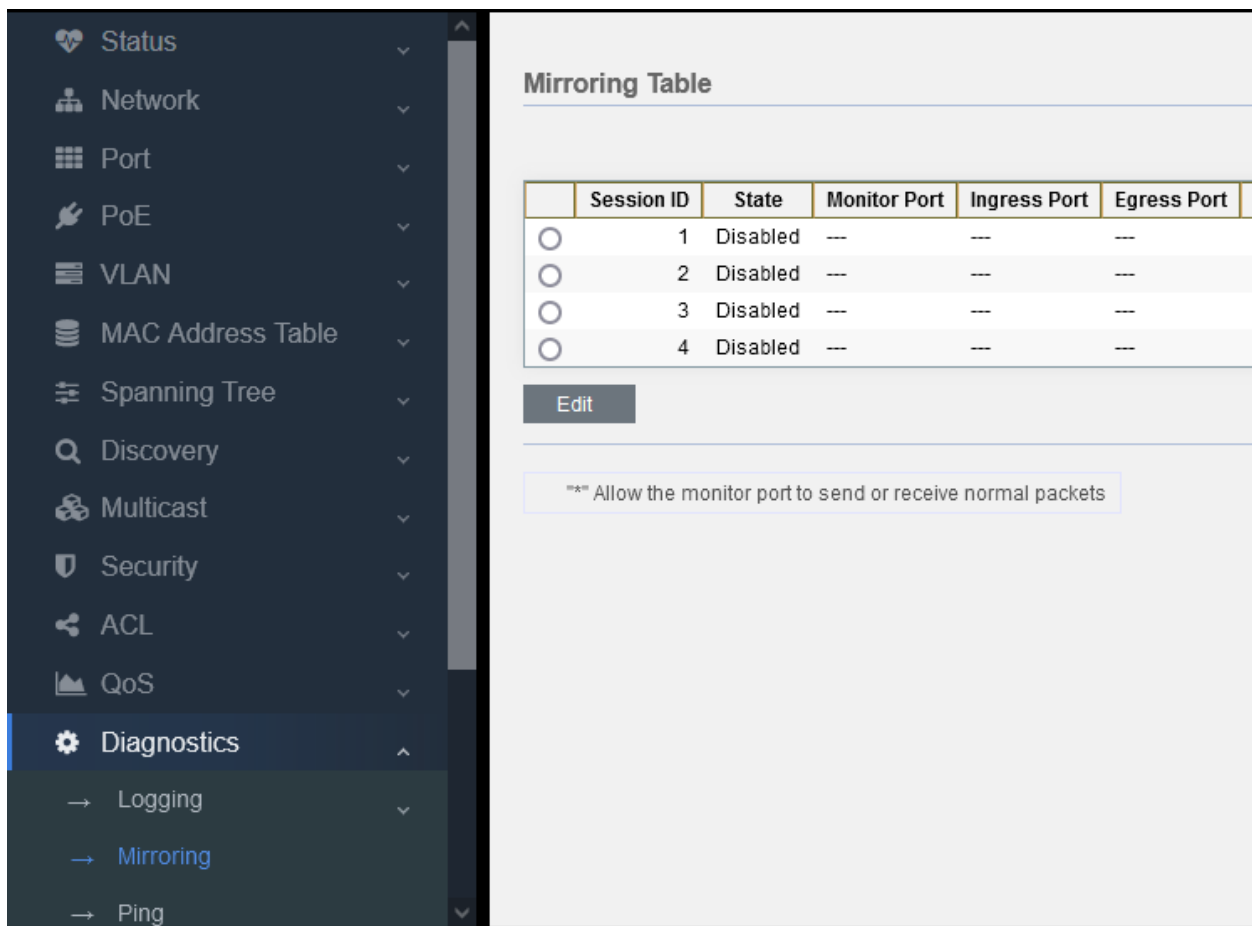 Status
Network
Port
PoE
VLAN
MAC Address Table
Spanning Tree
Discovery
Multicast
Security
ACL
QoS
Diagnostics
→ Logging
→ Mirroring
→ Ping
Mirroring Table
Session ID State Monitor Port Ingress Port Egress Port
1 Disabled --- --- ---
2 Disabled --- --- ---
3 Disabled --- --- ---
4 Disabled --- --- ---
Edit
"*" Allow the monitor port to send or receive normal packets